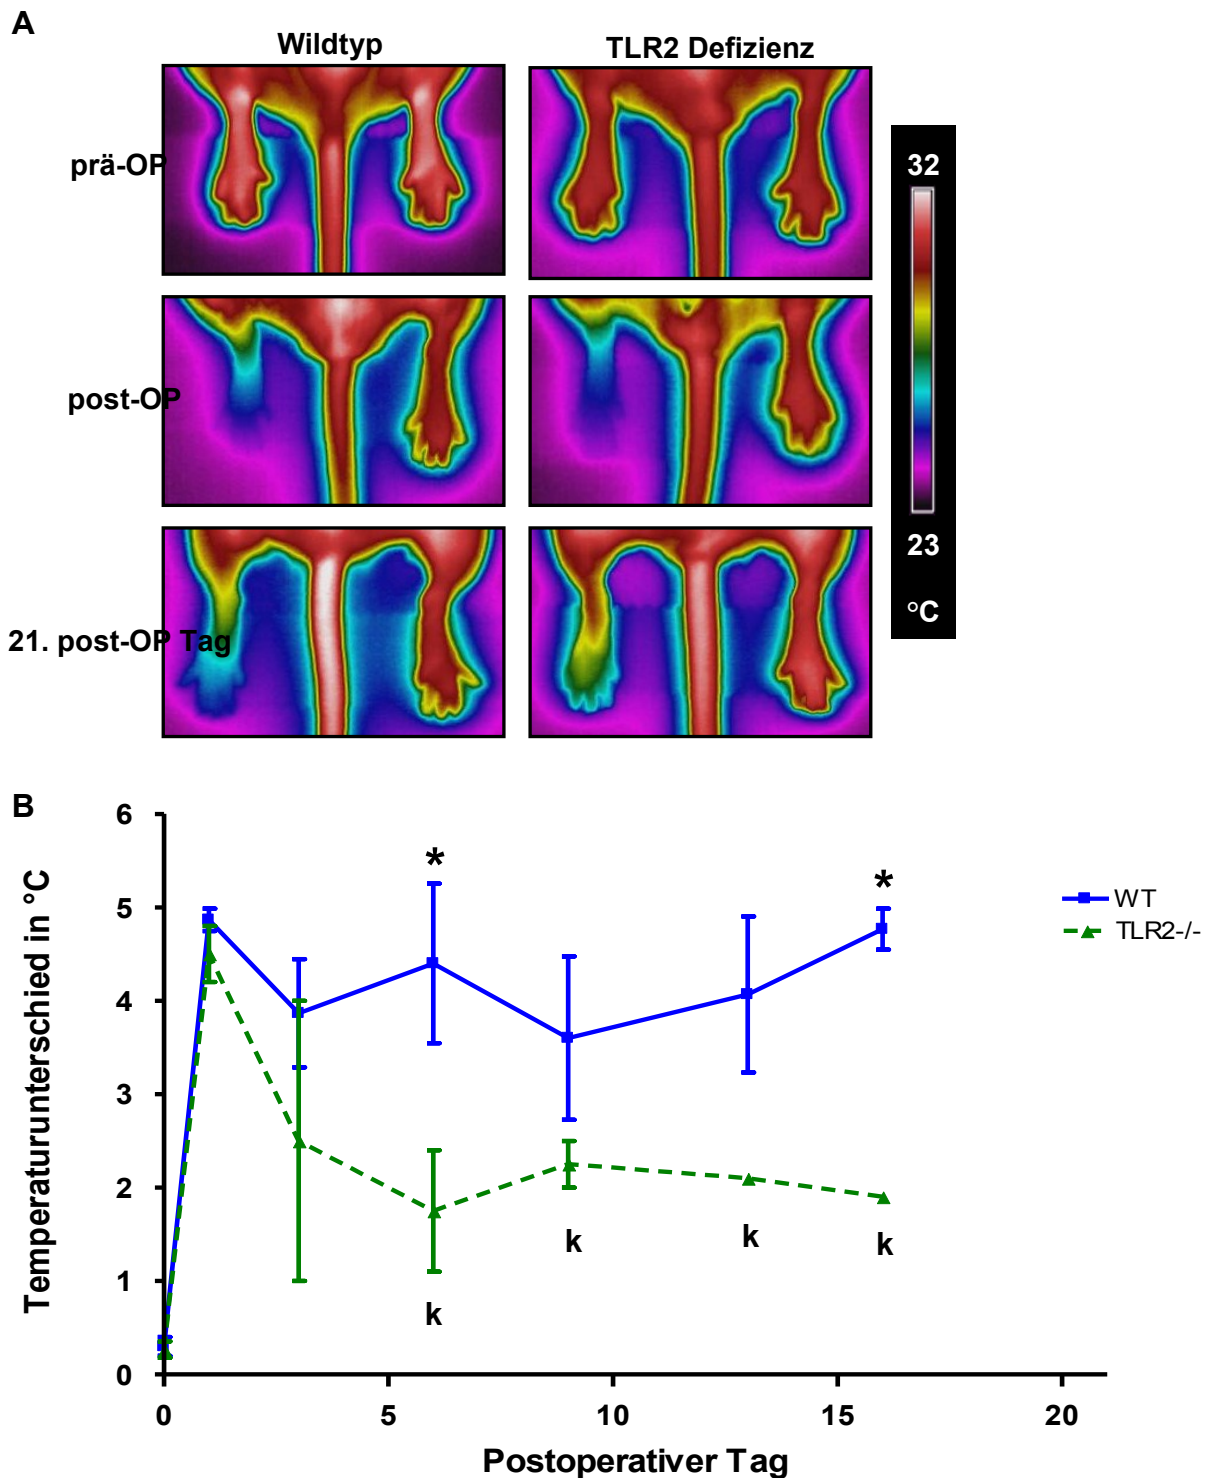 A
Wildtyp
TLR2 Defizienz
prä-OP
post-OP
21. post-OP Tag
32
23
°C
B
6
5
4
3
2
1
0
Temperaturunterschied in °C
*
*
k
k
k
k
WT
TLR2-/-
0
5
10
15
20
Postoperativer Tag